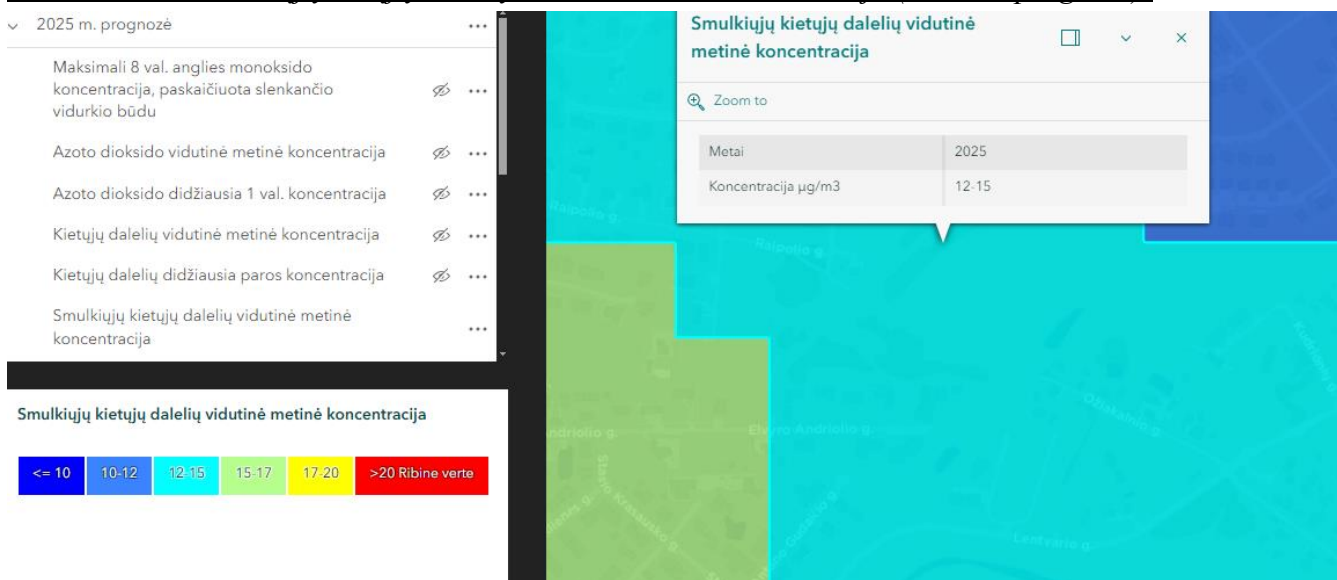 2025 m. prognozė
Maksimali 8 val. anglies monoksido
koncentracija, paskaičiuota slenkančio
vidurkio būdu
Azoto dioksido vidutinė metinė koncentracija
Azoto dioksido didžiausia 1 val. koncentracija
Kietųjų dalelių vidutinė metinė koncentracija
Kietųjų dalelių didžiausia paros koncentracija
Smulkiųjų kietųjų dalelių vidutinė metinė
koncentracija
Smulkiųjų kietųjų dalelių vidutinė metinė koncentracija
<= 10 10-12 12-15 15-17 17-20 >20 Ribine verte
Smulkiųjų kietųjų dalelių vidutinė
metinė koncentracija
Zoom to
Metai 2025
Koncentracija µg/m3 12-15
Raipolio g.
Raipolio g.
Elvyro Andriolio g.
Lentvario g.